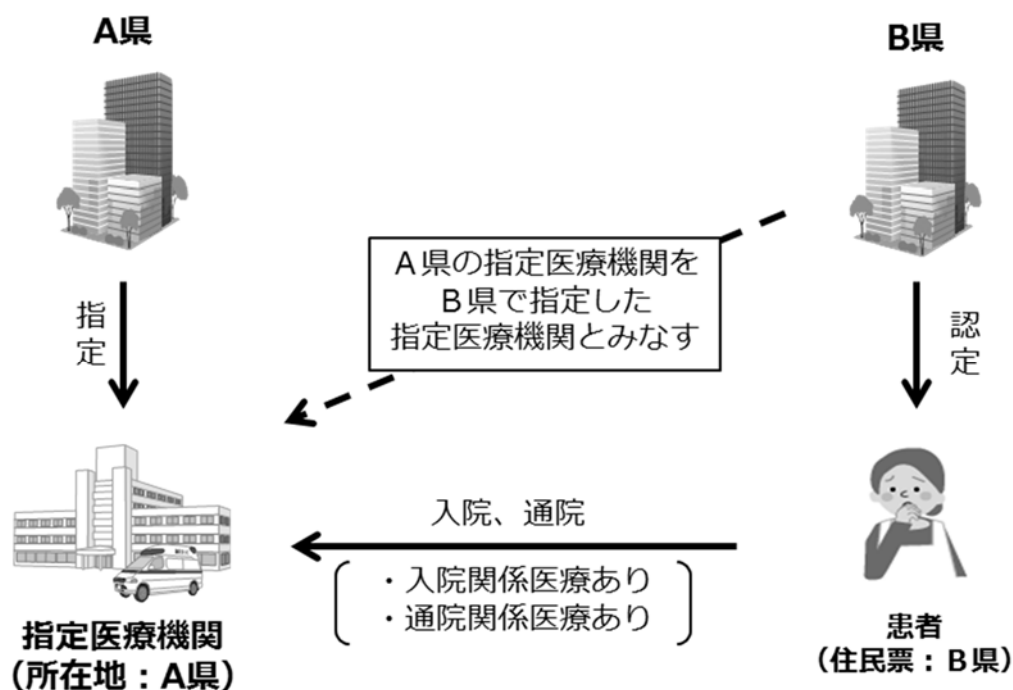 A県
B県
A県の指定医療機関を
B県で指定した
指定医療機関とみなす
指定
認定
入院、通院
・入院関係医療あり
・通院関係医療あり
指定医療機関
（所在地：A県）
患者
（住民票：B県）